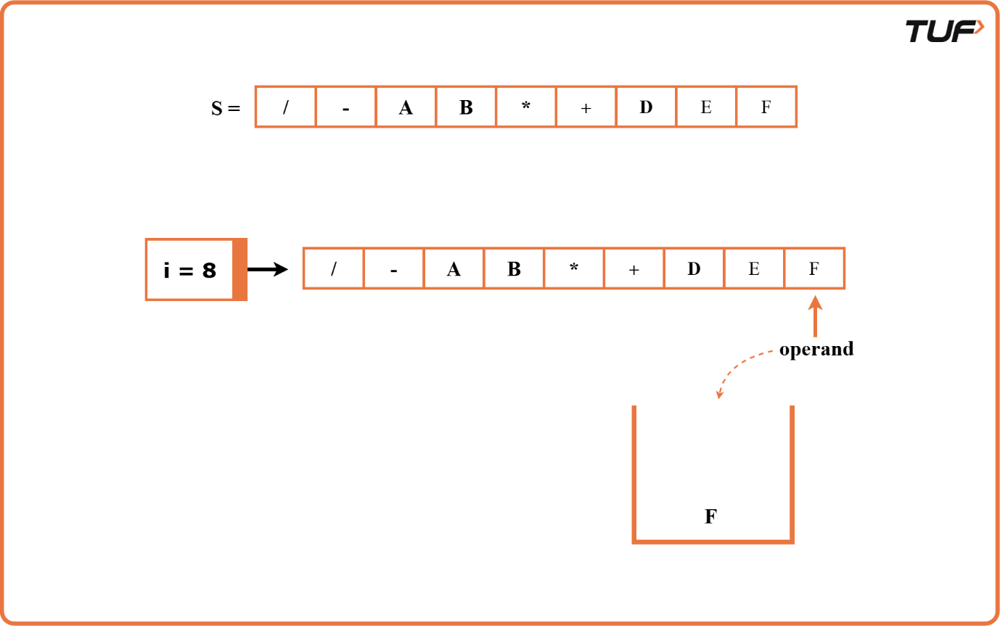 TUF
S = / - A B * + D E F
i = 8 / - A B * + D E F
operand
F